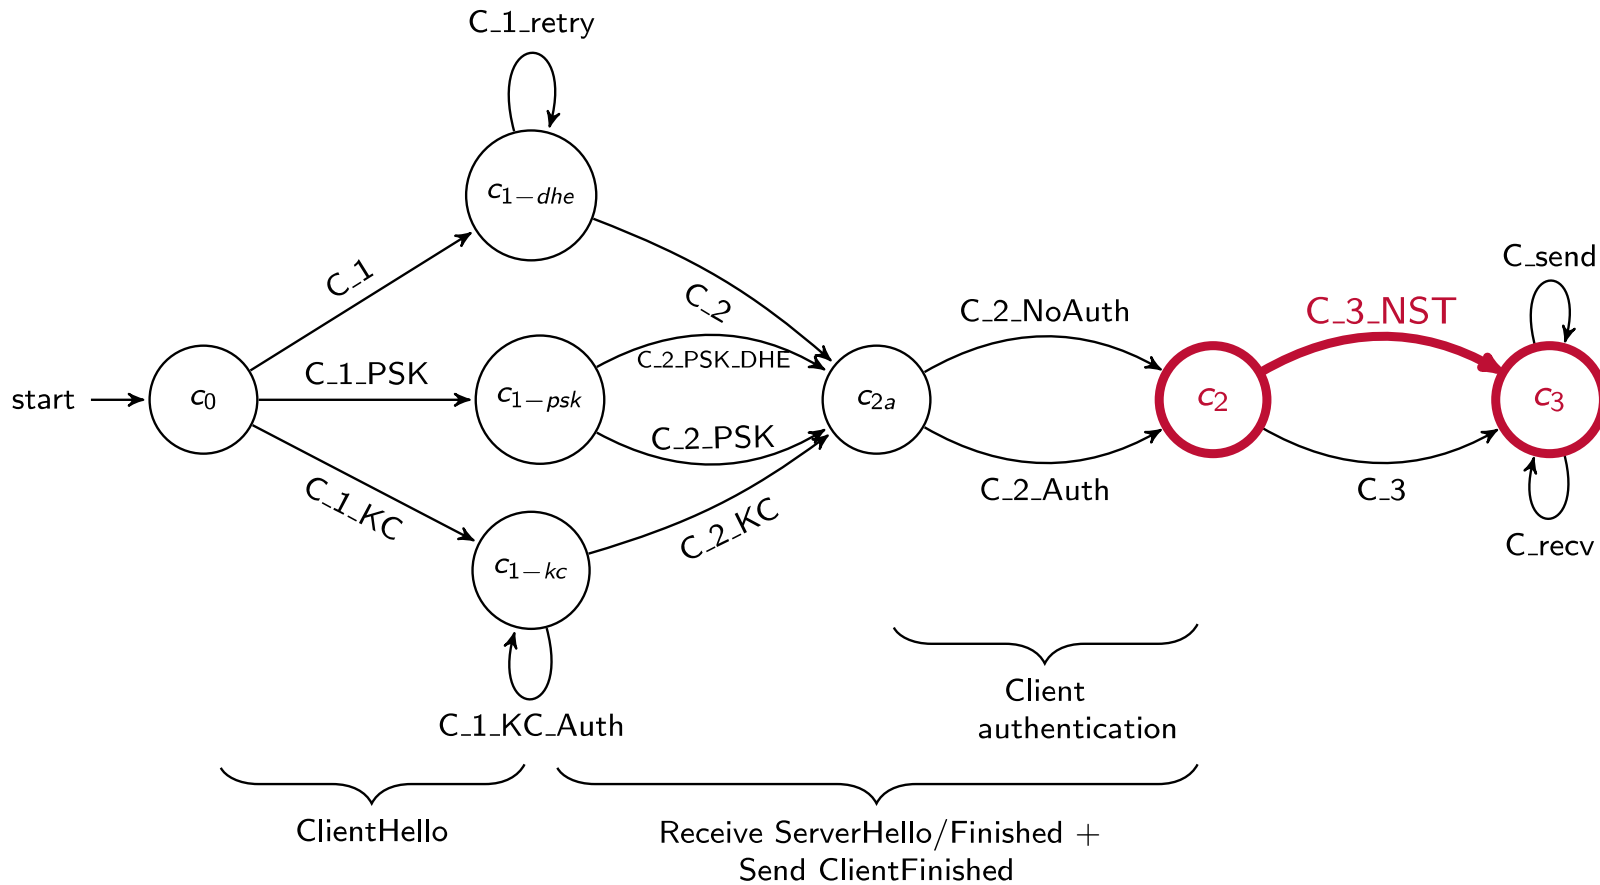 C_1_retry
c1−dhe
C_1
C_2
C_send
C_2_NoAuth
C_3_NST
C_2_PSK_DHE
C_1_PSK
start
c0
c1−psk
c2a
c2
c3
C_2_PSK
C_2_Auth
C_3
C_1_KC
C_2_KC
C_recv
c1−kc
Client
authentication
C_1_KC_Auth
ClientHello
Receive ServerHello/Finished +
Send ClientFinished